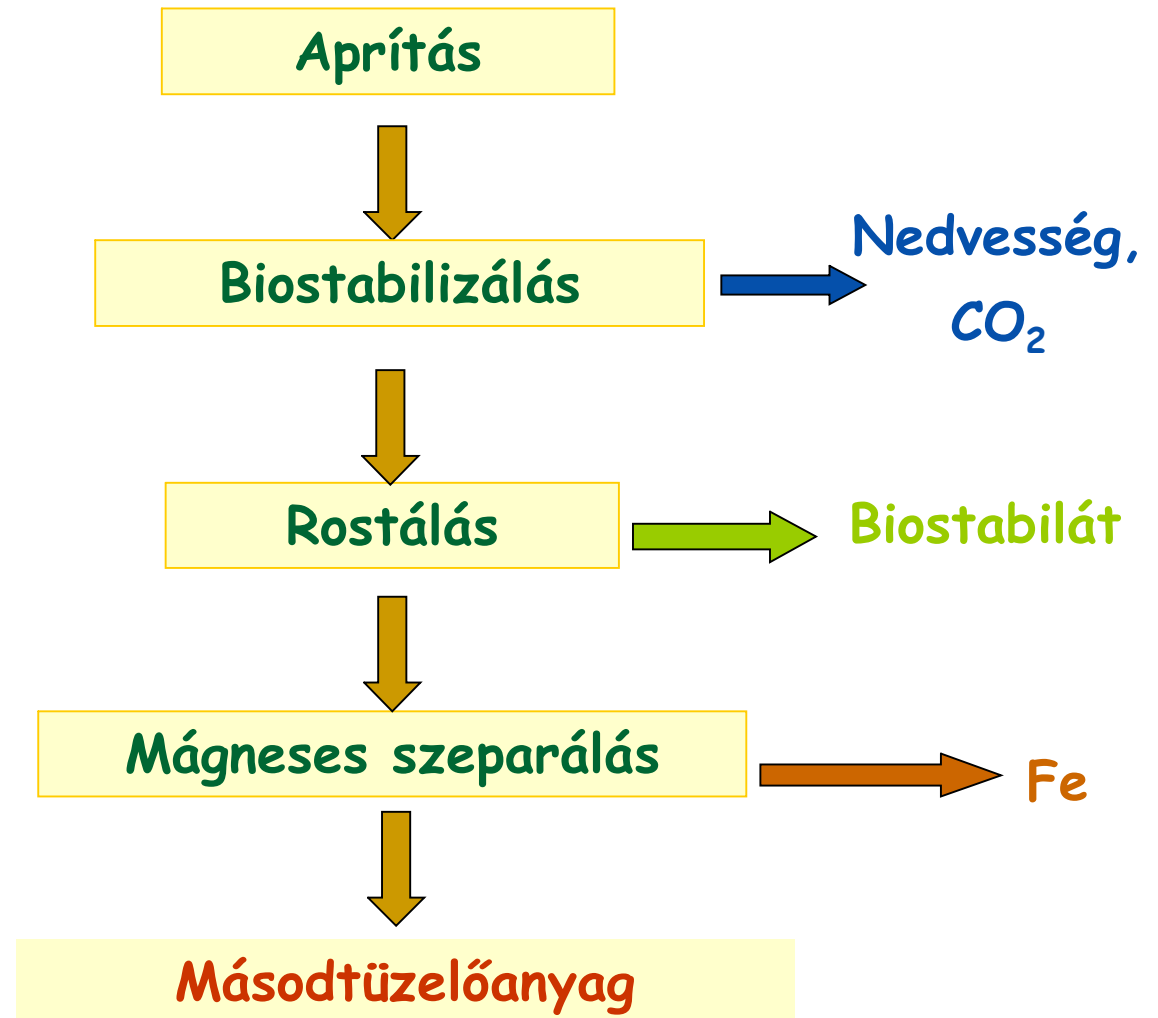 Aprítás
Biostabilizálás
Nedvesség,
CO₂
Rostálás
Biostabilát
Mágneses szeparálás
Fe
Másodtüzelőanyag